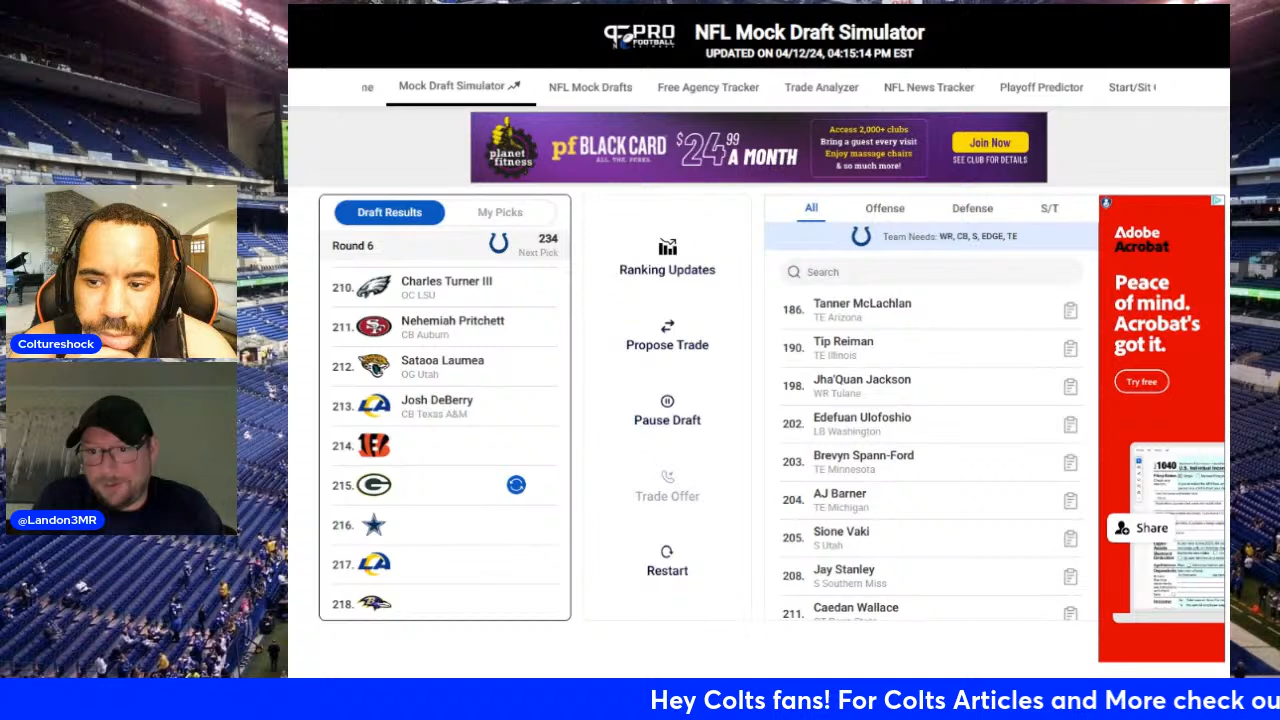 PRO
FOOTBALL
NFL Mock Draft Simulator
UPDATED ON 04/12/24, 04:15:14 PM EST
ne
Mock Draft Simulator
NFL Mock Drafts
Free Agency Tracker
Trade Analyzer
NFL News Tracker
Playoff Predictor
Start/Sit
planet
fitness
pf BLACK CARD
ALL THE PERKS.
$24.99
A MONTH
Access 2,000+ clubs
Bring a guest every visit
Enjoy massage chairs
& so much more!
Join Now
SEE CLUB FOR DETAILS
Draft Results
My Picks
Round 6
234
Next Pick
210.
Charles Turner III
OC LSU
211.
Nehemiah Pritchett
CB Auburn
212.
Sataoa Laumea
OG Utah
213.
Josh DeBerry
CB Texas A&M
214.
215.
216.
217.
218.
Ranking Updates
Propose Trade
Pause Draft
Trade Offer
Restart
All
Offense
Defense
S/T
Team Needs: WR, CB, S, EDGE, TE
Search
186.
Tanner McLachlan
TE Arizona
190.
Tip Reiman
TE Illinois
198.
Jha'Quan Jackson
WR Tulane
202.
Edefuan Ulofoshio
LB Washington
203.
Brevyn Spann-Ford
TE Minnesota
204.
AJ Barner
TE Michigan
205.
Sione Vaki
S Utah
208.
Jay Stanley
S Southern Miss
211.
Caedan Wallace
Adobe
Acrobat
Peace
of mind.
Acrobat's
got it.
Try free
1040
Share
Coltureshock
@Landon3MR
Hey Colts fans! For Colts Articles and More check ou